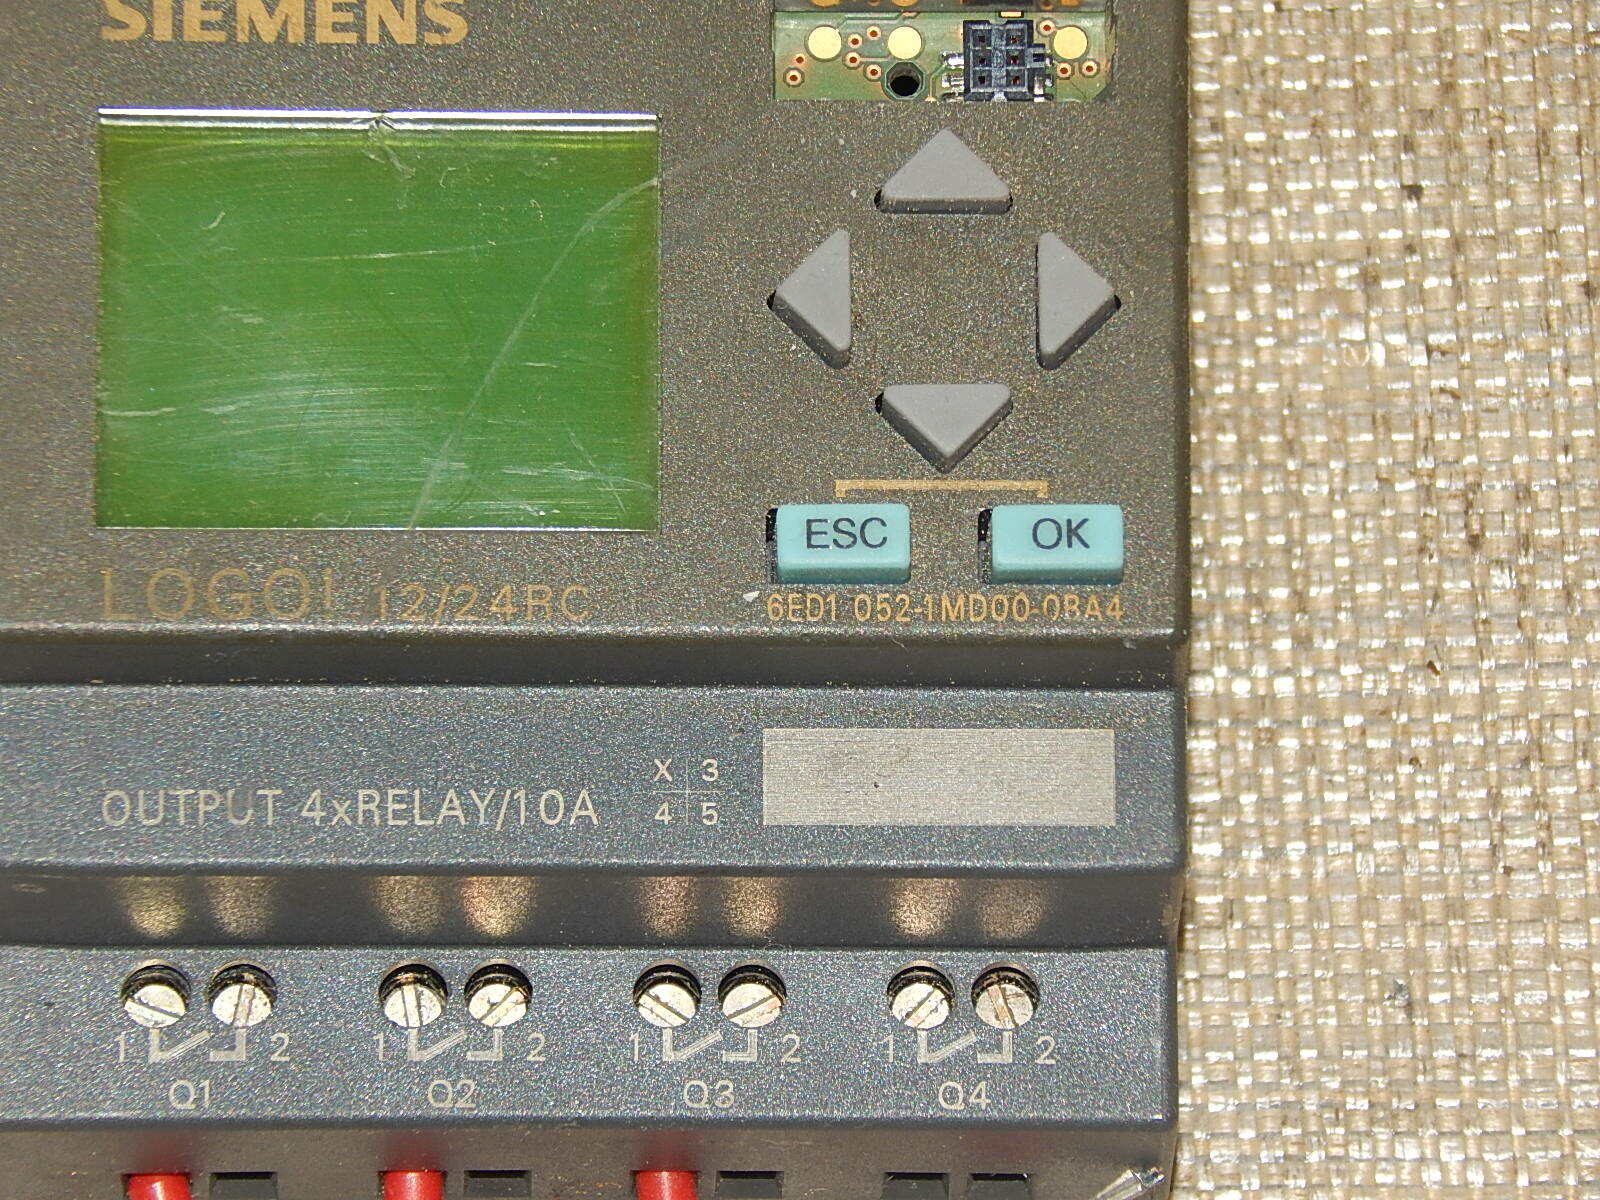 SIEMENS
ESC OK
LOGO! 12/24RC 6ED1 052-1MD00-0BA4
X 3
OUTPUT 4xRELAY/10A
4 5
1 2 1 2 1 2 1 2
Q1 Q2 Q3 Q4